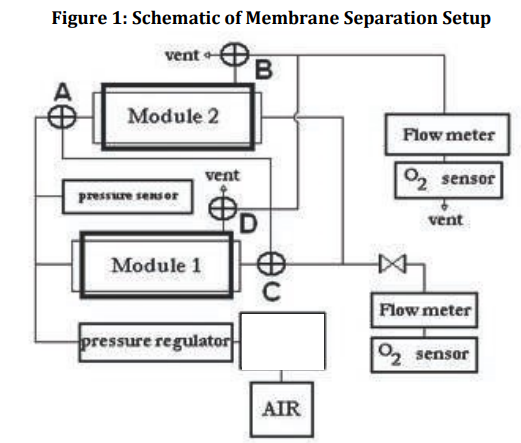 Figure 1: Schematic of Membrane Separation Setup
vent
B
A
Module 2
Flow meter
O2 sensor
vent
pressure sensor
vent
D
Module 1
C
Flow meter
pressure regulator
O2 sensor
AIR